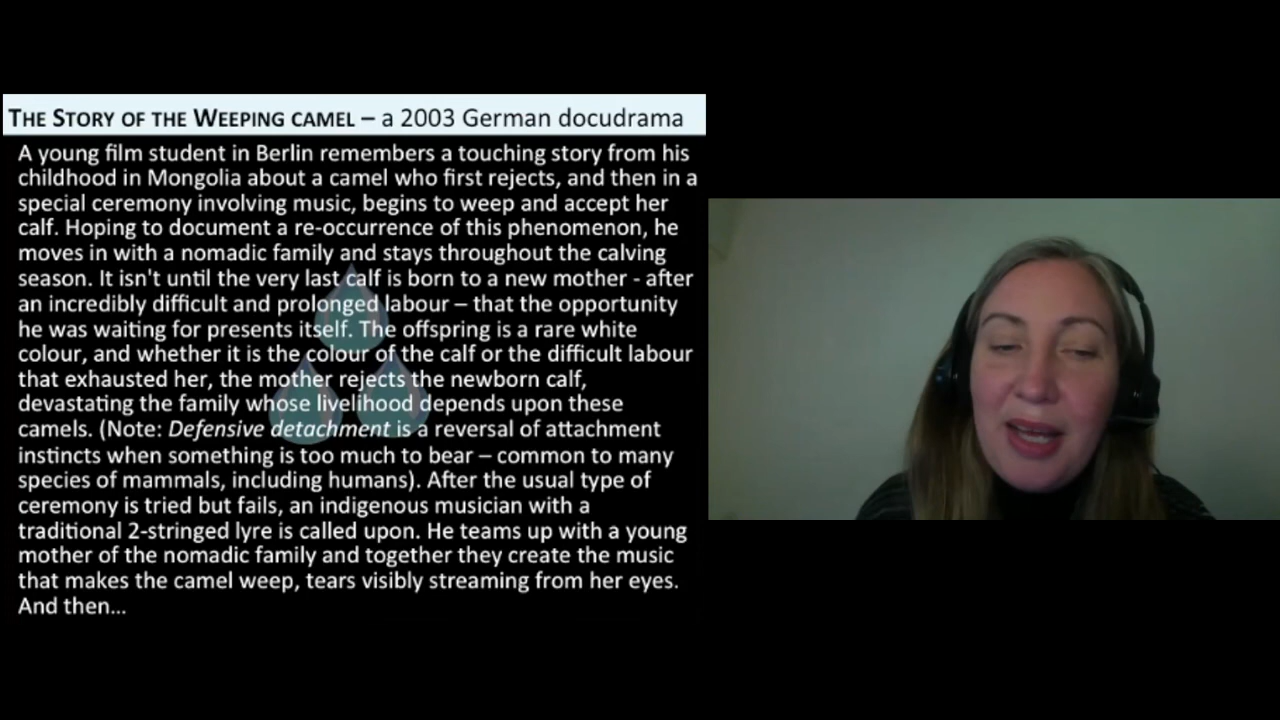 THE STORY OF THE WEEPING CAMEL – a 2003 German docudrama
A young film student in Berlin remembers a touching story from his
childhood in Mongolia about a camel who first rejects, and then in a
special ceremony involving music, begins to weep and accept her
calf. Hoping to document a re-occurrence of this phenomenon, he
moves in with a nomadic family and stays throughout the calving
season. It isn't until the very last calf is born to a new mother - after
an incredibly difficult and prolonged labour – that the opportunity
he was waiting for presents itself. The offspring is a rare white
colour, and whether it is the colour of the calf or the difficult labour
that exhausted her, the mother rejects the newborn calf,
devastating the family whose livelihood depends upon these
camels. (Note: Defensive detachment is a reversal of attachment
instincts when something is too much to bear – common to many
species of mammals, including humans). After the usual type of
ceremony is tried but fails, an indigenous musician with a
traditional 2-stringed lyre is called upon. He teams up with a young
mother of the nomadic family and together they create the music
that makes the camel weep, tears visibly streaming from her eyes.
And then...